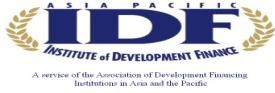 ASIA PACIFIC
IDF
INSTITUTE of DEVELOPMENT FINANCE
A service of the Association of Development Financing
Institutions in Asia and the Pacific